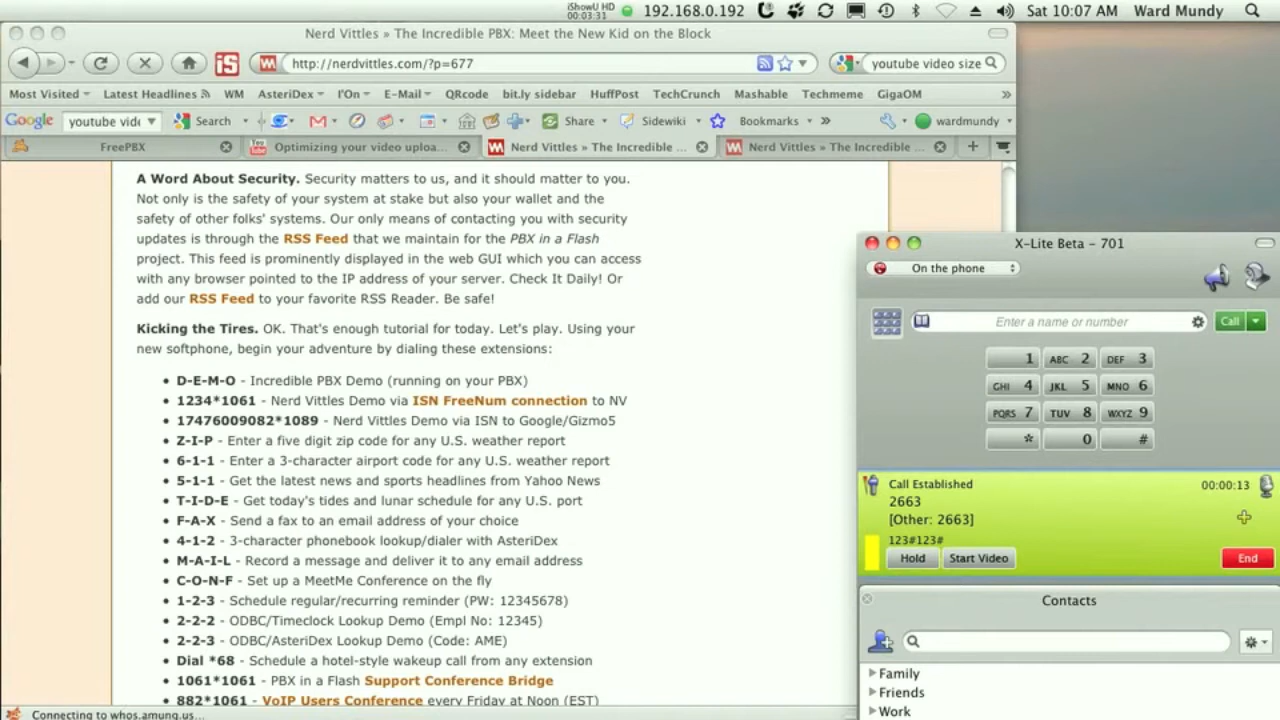 iShowU HD
00:03:31
192.168.0.192
Sat 10:07 AM Ward Mundy
Nerd Vittles » The Incredible PBX: Meet the New Kid on the Block
http://nerdvittles.com/?p=677
youtube video size
Most Visited Latest Headlines WM AsteriDex I'On E-Mail QRcode bit.ly sidebar HuffPost TechCrunch Mashable Techmeme GigaOM »
Google youtube vide Search Share Sidewiki Bookmarks » wardmundy
FreePBX
Optimizing your video uploa...
Nerd Vittles » The Incredible ...
Nerd Vittles » The Incredible ...
A Word About Security. Security matters to us, and it should matter to you.
Not only is the safety of your system at stake but also your wallet and the
safety of other folks' systems. Our only means of contacting you with security
updates is through the RSS Feed that we maintain for the PBX in a Flash
project. This feed is prominently displayed in the web GUI which you can access
with any browser pointed to the IP address of your server. Check It Daily! Or
add our RSS Feed to your favorite RSS Reader. Be safe!
Kicking the Tires. OK. That's enough tutorial for today. Let's play. Using your
new softphone, begin your adventure by dialing these extensions:
• D-E-M-O - Incredible PBX Demo (running on your PBX)
• 1234*1061 - Nerd Vittles Demo via ISN FreeNum connection to NV
• 17476009082*1089 - Nerd Vittles Demo via ISN to Google/Gizmo5
• Z-I-P - Enter a five digit zip code for any U.S. weather report
• 6-1-1 - Enter a 3-character airport code for any U.S. weather report
• 5-1-1 - Get the latest news and sports headlines from Yahoo News
• T-I-D-E - Get today's tides and lunar schedule for any U.S. port
• F-A-X - Send a fax to an email address of your choice
• 4-1-2 - 3-character phonebook lookup/dialer with AsteriDex
• M-A-I-L - Record a message and deliver it to any email address
• C-O-N-F - Set up a MeetMe Conference on the fly
• 1-2-3 - Schedule regular/recurring reminder (PW: 12345678)
• 2-2-2 - ODBC/Timeclock Lookup Demo (Empl No: 12345)
• 2-2-3 - ODBC/AsteriDex Lookup Demo (Code: AME)
• Dial *68 - Schedule a hotel-style wakeup call from any extension
• 1061*1061 - PBX in a Flash Support Conference Bridge
• 882*1061 - VoIP Users Conference every Friday at Noon (EST)
Connecting to whos.amung.us...
X-Lite Beta - 701
On the phone
Enter a name or number
Call
1 ABC 2 DEF 3
GHI 4 JKL 5 MNO 6
PQRS 7 TUV 8 WXYZ 9
* 0 #
Call Established 00:00:13
2663
[Other: 2663]
123#123#
Hold Start Video End
Contacts
Family
Friends
Work